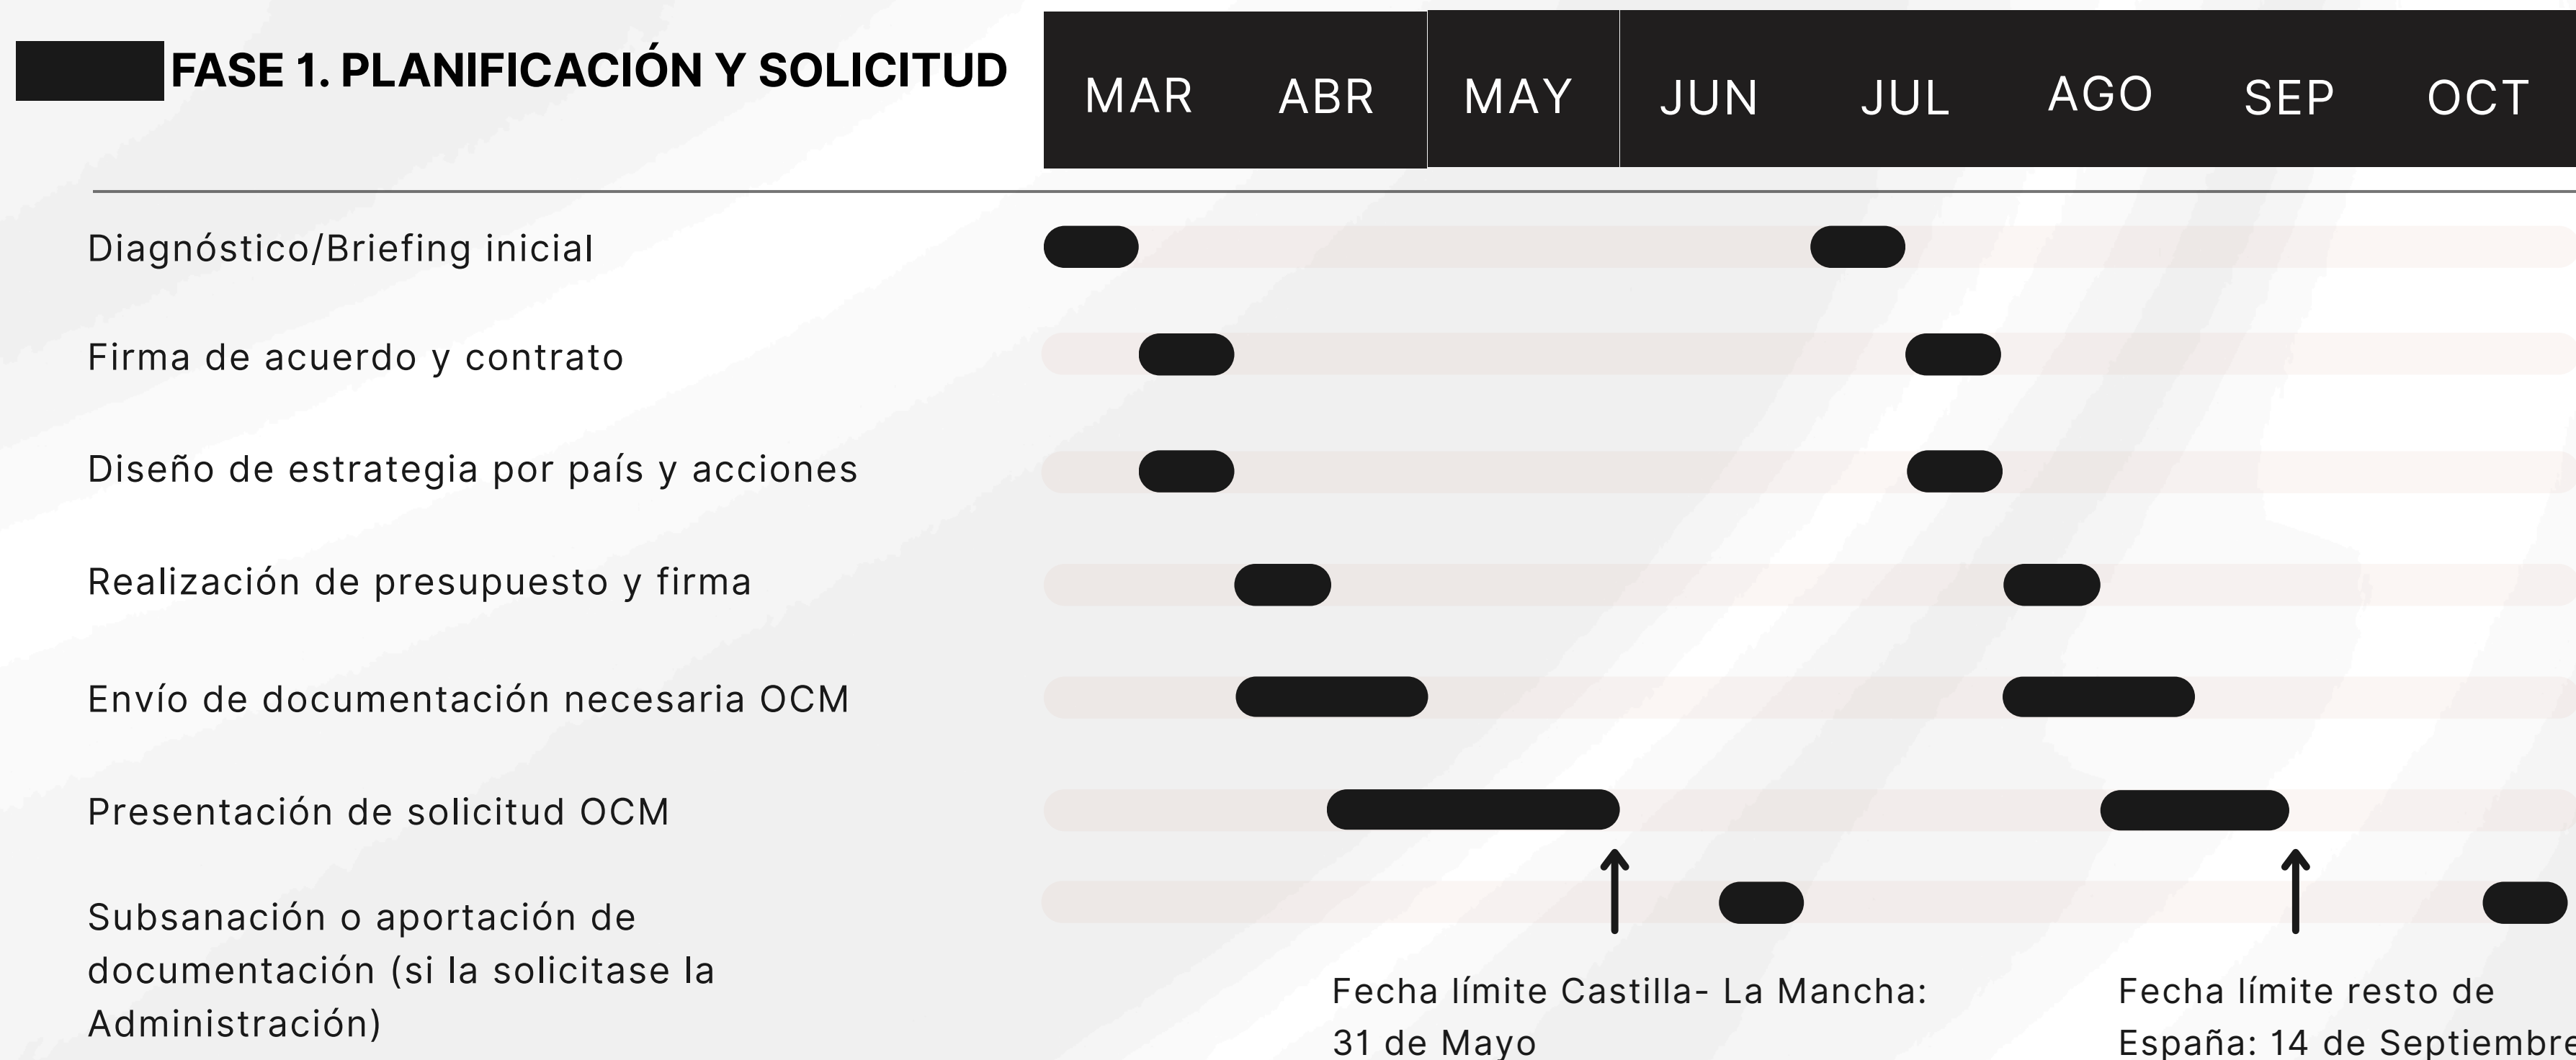 FASE 1. PLANIFICACIÓN Y SOLICITUD
MAR ABR MAY JUN JUL AGO SEP OCT
Diagnóstico/Briefing inicial
Firma de acuerdo y contrato
Diseño de estrategia por país y acciones
Realización de presupuesto y firma
Envío de documentación necesaria OCM
Presentación de solicitud OCM
Subsanación o aportación de
documentación (si la solicitase la
Administración)
Fecha límite Castilla- La Mancha:
31 de Mayo
Fecha límite resto de
España: 14 de Septiembre